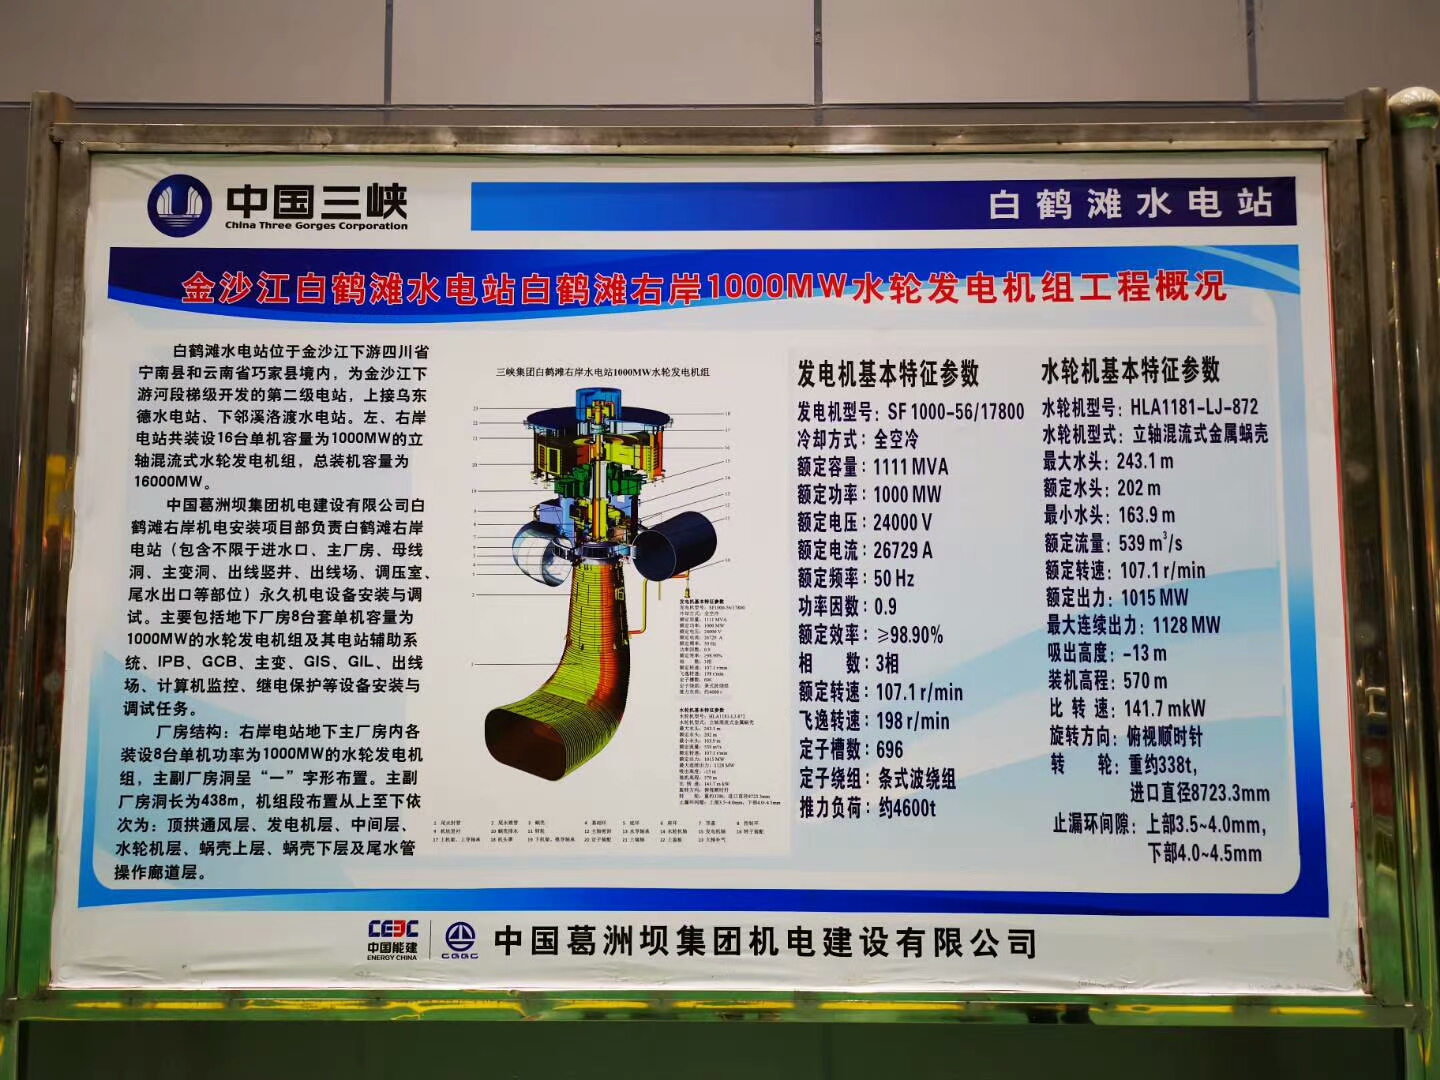 中国三峡
China Three Gorges Corporation
白鹤滩水电站
金沙江白鹤滩水电站白鹤滩右岸1000MW水轮发电机组工程概况
白鹤滩水电站位于金沙江下游四川省
宁南县和云南省巧家县境内，为金沙江下
游河段梯级开发的第二级电站，上接乌东
德水电站、下邻溪洛渡水电站。左、右岸
电站共装设16台单机容量为1000MW的立
轴混流式水轮发电机组，总装机容量为
16000MW。
中国葛洲坝集团机电建设有限公司白
鹤滩右岸机电安装项目部负责白鹤滩右岸
电站（包含不限于进水口、主厂房、母线
洞、主变洞、出线竖井、出线场、调压室、
尾水出口等部位）永久机电设备安装与调
试。主要包括地下厂房8台套单机容量为
1000MW的水轮发电机组及其电站辅助系
统、IPB、GCB、主变、GIS、GIL、出线
场、计算机监控、继电保护等设备安装与
调试任务。
厂房结构：右岸电站地下主厂房内各
装设8台单机功率为1000MW的水轮发电机
组，主副厂房洞呈“一”字形布置。主副
厂房洞长为438m，机组段布置从上至下依
次为：顶拱通风层、发电机层、中间层、
水轮机层、蜗壳上层、蜗壳下层及尾水管
操作廊道层。
三峡集团白鹤滩右岸水电站1000MW水轮发电机组
发电机基本特征参数
发电机型号：SF1000-56/17800
冷却方式：全空冷
额定容量：1111 MVA
额定功率：1000 MW
额定电压：24000 V
额定电流：26729 A
额定频率：50 Hz
功率因数：0.9
额定效率：≥98.90%
相 数：3相
额定转速：107.1 r/min
飞逸转速：198 r/min
定子槽数：696
定子绕组：条式波绕组
推力负荷：约4600t
水轮机基本特征参数
水轮机型号：HLA1181-LJ-872
水轮机型式：立轴混流式金属蜗壳
最大水头：243.1 m
额定水头：202 m
最小水头：163.9 m
额定流量：539 m³/s
额定转速：107.1 r/min
额定出力：1015 MW
最大连续出力：1128 MW
吸出高度：-13 m
装机高程：570 m
比 转 速：141.7 mkW
旋转方向：俯视顺时针
转 轮：重约338t，
进口直径8723.3mm
止漏环间隙：上部3.5~4.0mm，
下部4.0~4.5mm
CEEC
中国能建
ENERGY CHINA
CGGC
中国葛洲坝集团机电建设有限公司